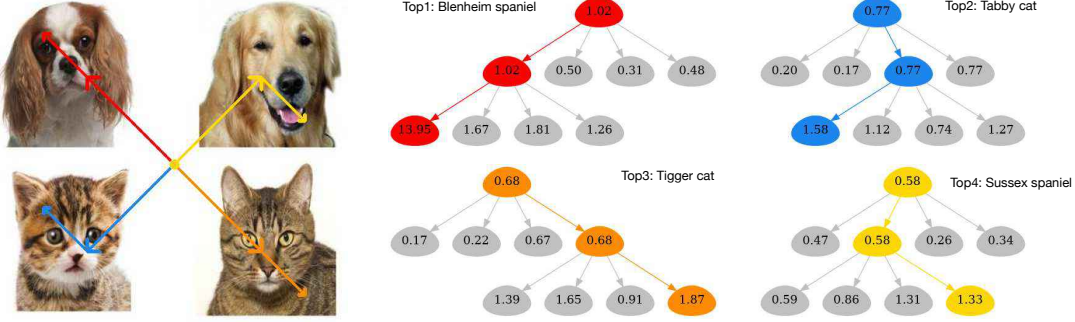 Top1: Blenheim spaniel
1.02
1.02 0.50 0.31 0.48
13.95 1.67 1.81 1.26
Top2: Tabby cat
0.77
0.20 0.17 0.77 0.77
1.58 1.12 0.74 1.27
Top3: Tigger cat
0.68
0.17 0.22 0.67 0.68
1.39 1.65 0.91 1.87
Top4: Sussex spaniel
0.58
0.47 0.58 0.26 0.34
0.59 0.86 1.31 1.33